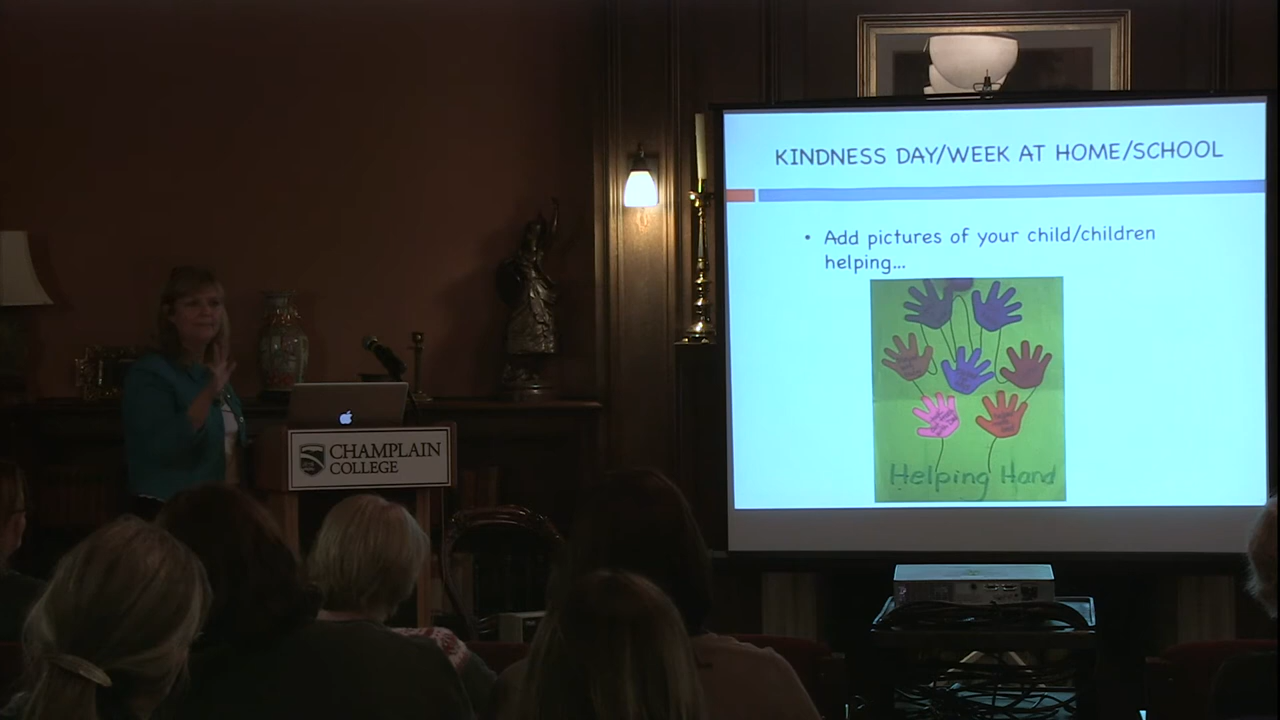 KINDNESS DAY/WEEK AT HOME/SCHOOL
• Add pictures of your child/children
helping...
Helping Hand
CHAMPLAIN
COLLEGE